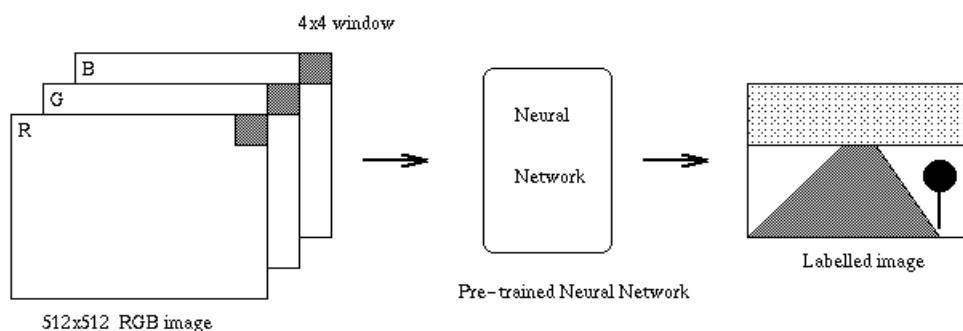 4x4 window
B
G
R
Neural
Network
Labelled image
Pre-trained Neural Network
512x512 RGB image